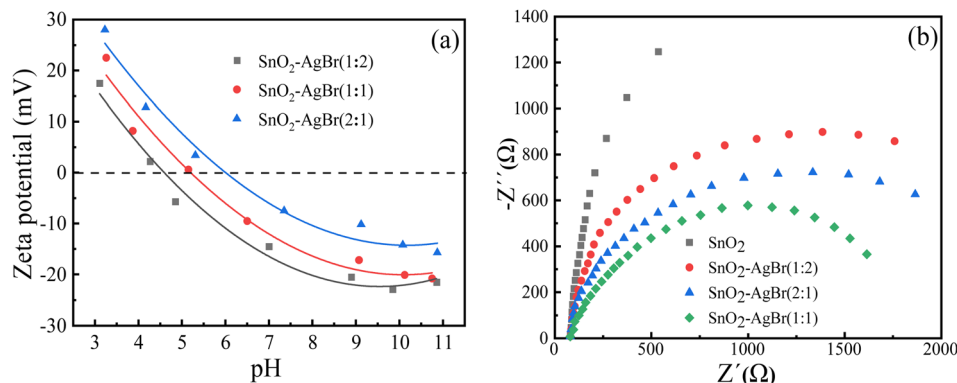 (a)
SnO₂-AgBr(1:2)
SnO₂-AgBr(1:1)
SnO₂-AgBr(2:1)
Zeta potential (mV)
30
20
10
0
-10
-20
-30
3 4 5 6 7 8 9 10 11
pH
(b)
-Z´´(Ω)
1400
1200
1000
800
600
400
200
0
SnO₂
SnO₂-AgBr(1:2)
SnO₂-AgBr(2:1)
SnO₂-AgBr(1:1)
0 500 1000 1500 2000
Z´(Ω)